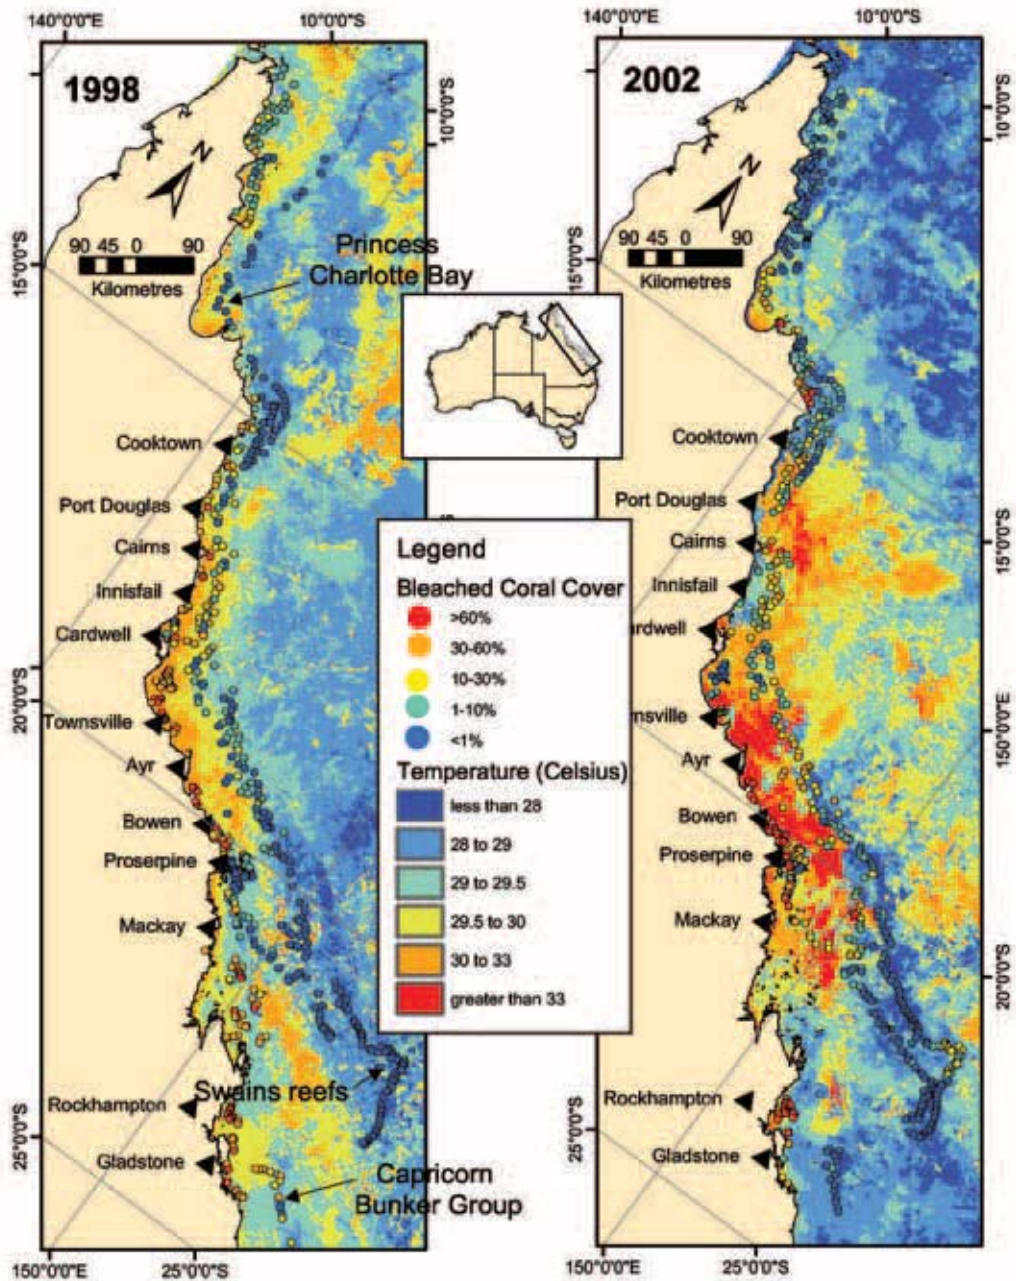 140°0'0"E
10°0'0"S
1998
10°0'0"S
N
90 45 0 90
Kilometres
15°0'0"S
Princess
Charlotte Bay
Cooktown
Port Douglas
Cairns
Innisfail
Cardwell
20°0'0"S
Townsville
Ayr
Bowen
Proserpine
Mackay
Swains reefs
Rockhampton
25°0'0"S
Gladstone
Capricorn
Bunker Group
150°0'0"E
25°0'0"S
Legend
Bleached Coral Cover
>60%
30-60%
10-30%
1-10%
<1%
Temperature (Celsius)
less than 28
28 to 29
29 to 29.5
29.5 to 30
30 to 33
greater than 33
140°0'0"E
10°0'0"S
2002
10°0'0"S
N
90 45 0 90
Kilometres
15°0'0"S
Cooktown
Port Douglas
15°0'0"S
Cairns
Innisfail
rdwell
nsville
150°0'0"E
Ayr
Bowen
Proserpine
Mackay
20°0'0"S
Rockhampton
25°0'0"S
Gladstone
150°0'0"E
25°0'0"S